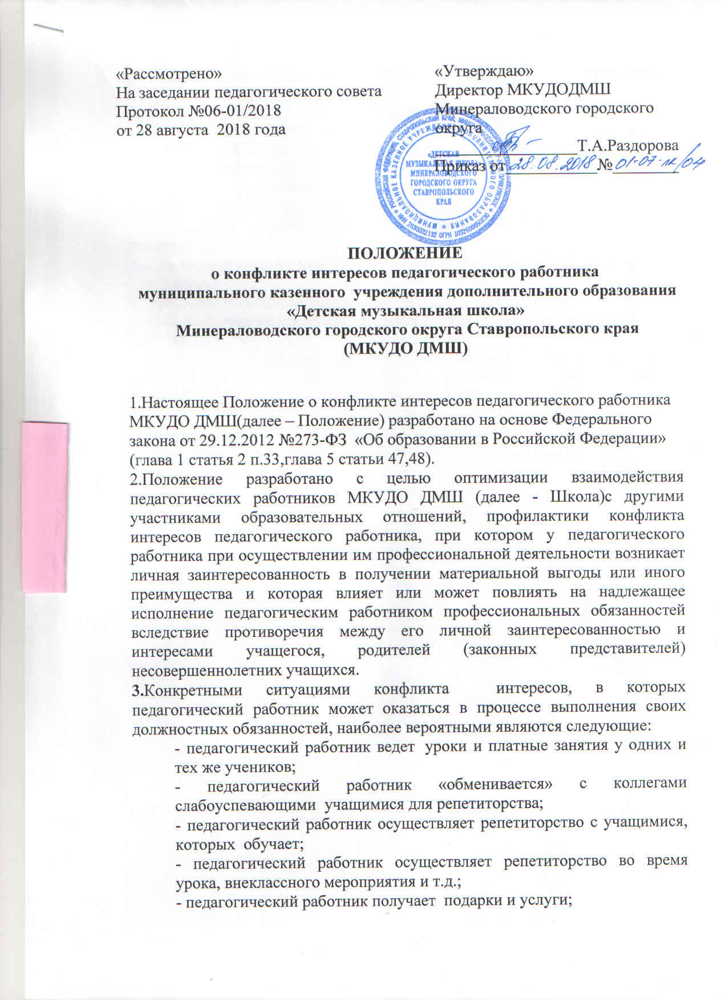 «Рассмотрено»
На заседании педагогического совета
Протокол №06-01/2018
от 28 августа 2018 года
«Утверждаю»
Директор МКУДОДМШ
Минераловодского городского
округа
Т.А.Раздорова
Приказ от 28.08.2018 № 01-07-пк/04
«ДЕТСКАЯ
МУЗЫКАЛЬНАЯ ШКОЛА»
МИНЕРАЛОВОДСКОГО
ГОРОДСКОГО ОКРУГА
СТАВРОПОЛЬСКОГО
КРАЯ
МУНИЦИПАЛЬНОЕ КАЗЕННОЕ УЧРЕЖДЕНИЕ ДОПОЛНИТЕЛЬНОГО ОБРАЗОВАНИЯ
РОССИЙСКАЯ ФЕДЕРАЦИЯ, СТАВРОПОЛЬСКИЙ КРАЙ, МИНЕРАЛОВОДСКИЙ
ИНН 2630032132 ОГРН 1032600650630
ПОЛОЖЕНИЕ
о конфликте интересов педагогического работника
муниципального казенного учреждения дополнительного образования
«Детская музыкальная школа»
Минераловодского городского округа Ставропольского края
(МКУДО ДМШ)
1.Настоящее Положение о конфликте интересов педагогического работника
МКУДО ДМШ(далее – Положение) разработано на основе Федерального
закона от 29.12.2012 №273-ФЗ «Об образовании в Российской Федерации»
(глава 1 статья 2 п.33,глава 5 статьи 47,48).
2.Положение разработано с целью оптимизации взаимодействия
педагогических работников МКУДО ДМШ (далее - Школа)с другими
участниками образовательных отношений, профилактики конфликта
интересов педагогического работника, при котором у педагогического
работника при осуществлении им профессиональной деятельности возникает
личная заинтересованность в получении материальной выгоды или иного
преимущества и которая влияет или может повлиять на надлежащее
исполнение педагогическим работником профессиональных обязанностей
вследствие противоречия между его личной заинтересованностью и
интересами учащегося, родителей (законных представителей)
несовершеннолетних учащихся.
3.Конкретными ситуациями конфликта интересов, в которых
педагогический работник может оказаться в процессе выполнения своих
должностных обязанностей, наиболее вероятными являются следующие:
- педагогический работник ведет уроки и платные занятия у одних и
тех же учеников;
- педагогический работник «обменивается» с коллегами
слабоуспевающими учащимися для репетиторства;
- педагогический работник осуществляет репетиторство с учащимися,
которых обучает;
- педагогический работник осуществляет репетиторство во время
урока, внеклассного мероприятия и т.д.;
- педагогический работник получает подарки и услуги;